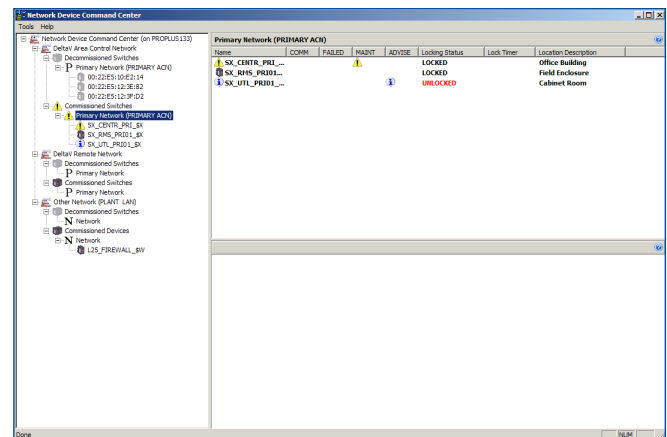 Network Device Command Center
Tools Help
Network Device Command Center (on PROPLUS133)
DeltaV Area Control Network
Decommissioned Switches
P Primary Network (PRIMARY ACN)
00:22:E5:10:E2:14
00:22:E5:12:3E:82
00:22:E5:12:3F:D2
Commissioned Switches
Primary Network (PRIMARY ACN)
SX_CENTR_PRI_$X
SX_RMS_PRI01_$X
SX_UTL_PRI01_$X
DeltaV Remote Network
Decommissioned Switches
P Primary Network
Commissioned Switches
P Primary Network
Other Network (PLANT LAN)
Decommissioned Switches
N Network
Commissioned Devices
N Network
L25_FIREWALL_$W
Primary Network (PRIMARY ACN)
Name COMM FAILED MAINT ADVISE Locking Status Lock Timer Location Description
SX_CENTR_PRI_... LOCKED Office Building
SX_RMS_PRI01... LOCKED Field Enclosure
SX_UTL_PRI01_... UNLOCKED Cabinet Room
Done NUM